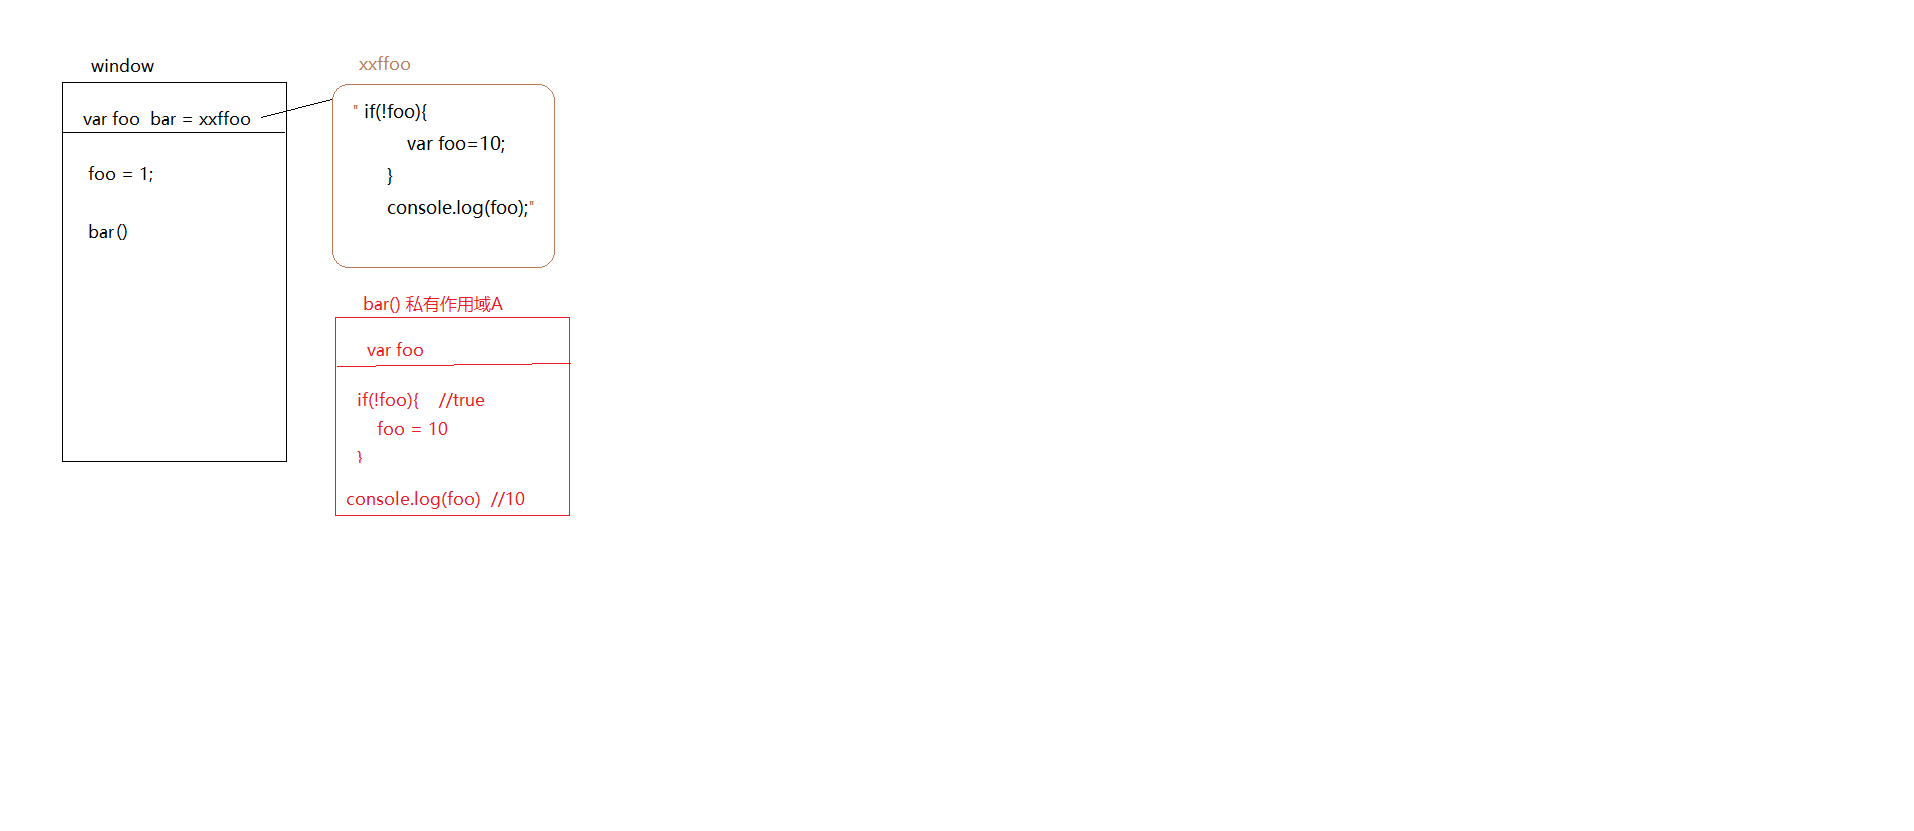 window
var foo  bar = xxffoo
foo = 1;
bar()
xxffoo
" if(!foo){
var foo=10;
}
console.log(foo);"
bar() 私有作用域A
var foo
if(!foo){    //true
foo = 10
}
console.log(foo)  //10